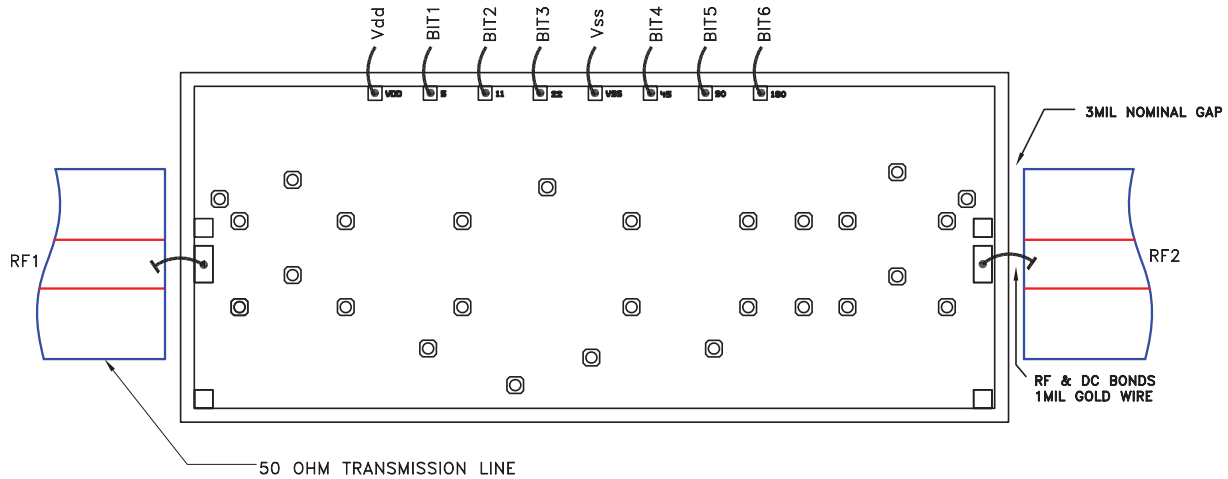 Vdd
BIT1
BIT2
BIT3
Vss
BIT4
BIT5
BIT6
VDD
5
11
22
VSS
45
90
180
3MIL NOMINAL GAP
RF1
RF2
RF & DC BONDS
1MIL GOLD WIRE
50 OHM TRANSMISSION LINE